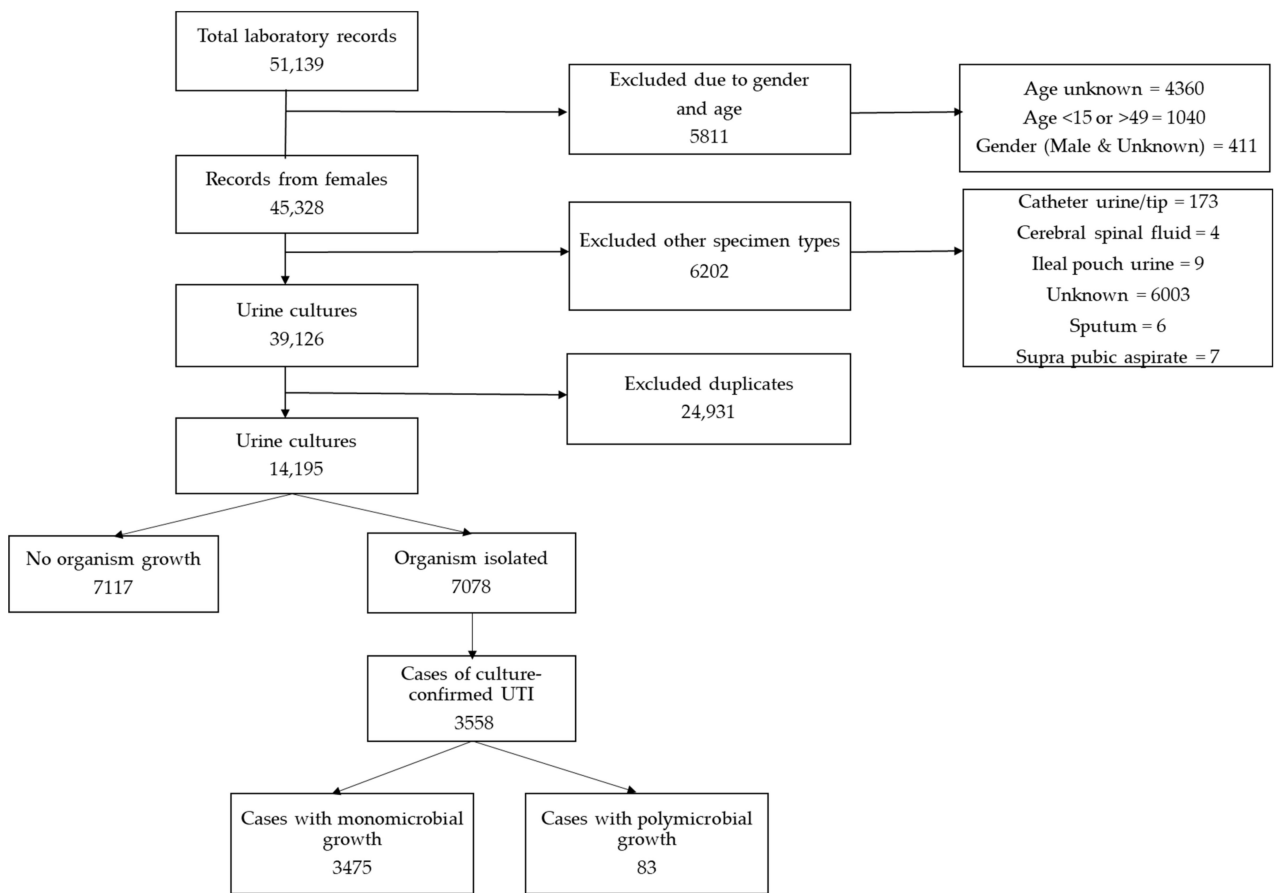 Total laboratory records
51,139
Excluded due to gender
and age
5811
Age unknown = 4360
Age <15 or >49 = 1040
Gender (Male & Unknown) = 411
Records from females
45,328
Excluded other specimen types
6202
Catheter urine/tip = 173
Cerebral spinal fluid = 4
Ileal pouch urine = 9
Unknown = 6003
Sputum = 6
Supra pubic aspirate = 7
Urine cultures
39,126
Excluded duplicates
24,931
Urine cultures
14,195
No organism growth
7117
Organism isolated
7078
Cases of culture-
confirmed UTI
3558
Cases with monomicrobial
growth
3475
Cases with polymicrobial
growth
83